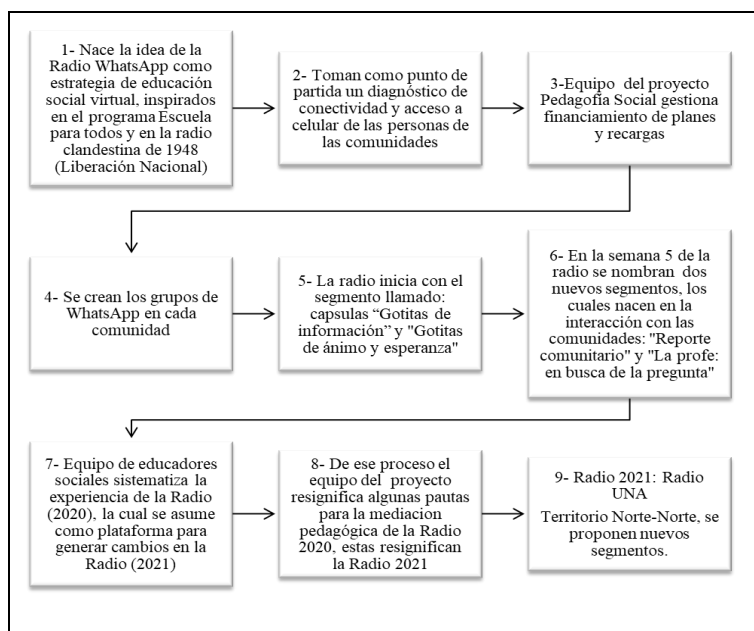 1- Nace la idea de la
Radio WhatsApp como
estrategia de educación
social virtual, inspirados
en el programa Escuela
para todos y en la radio
clandestina de 1948
(Liberación Nacional)
2- Toman como punto de
partida un diagnóstico de
conectividad y acceso a
celular de las personas de
las comunidades
3-Equipo del proyecto
Pedagogía Social gestiona
financiamiento de planes
y recargas
4- Se crean los grupos de
WhatsApp en cada
comunidad
5- La radio inicia con el
segmento llamado:
capsulas “Gotitas de
información” y "Gotitas
de ánimo y esperanza"
6- En la semana 5 de la
radio se nombran dos
nuevos segmentos, los
cuales nacen en la
interacción con las
comunidades: "Reporte
comunitario" y "La profe:
en busca de la pregunta"
7- Equipo de educadores
sociales sistematiza la
experiencia de la Radio
(2020), la cual se asume
como plataforma para
generar cambios en la
Radio (2021)
8- De ese proceso el
equipo del proyecto
resignifica algunas pautas
para la mediacion
pedagógica de la Radio
2020, estas resignifican
la Radio 2021
9- Radio 2021: Radio
UNA
Territorio Norte-Norte, se
proponen nuevos
segmentos.